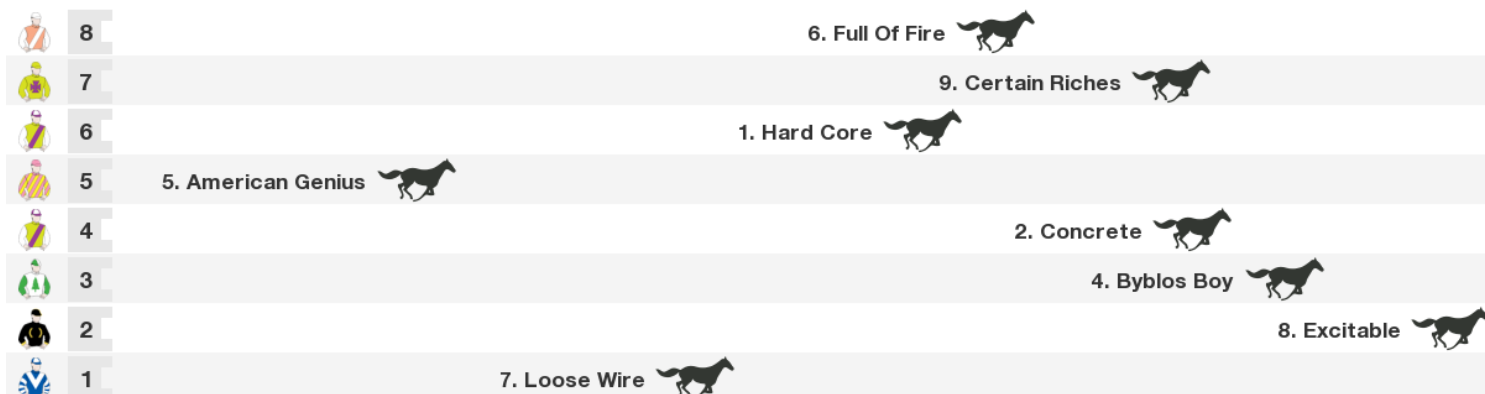 8 6. Full Of Fire
7 9. Certain Riches
6 1. Hard Core
5 5. American Genius
4 2. Concrete
3 4. Byblos Boy
2 8. Excitable
1 7. Loose Wire